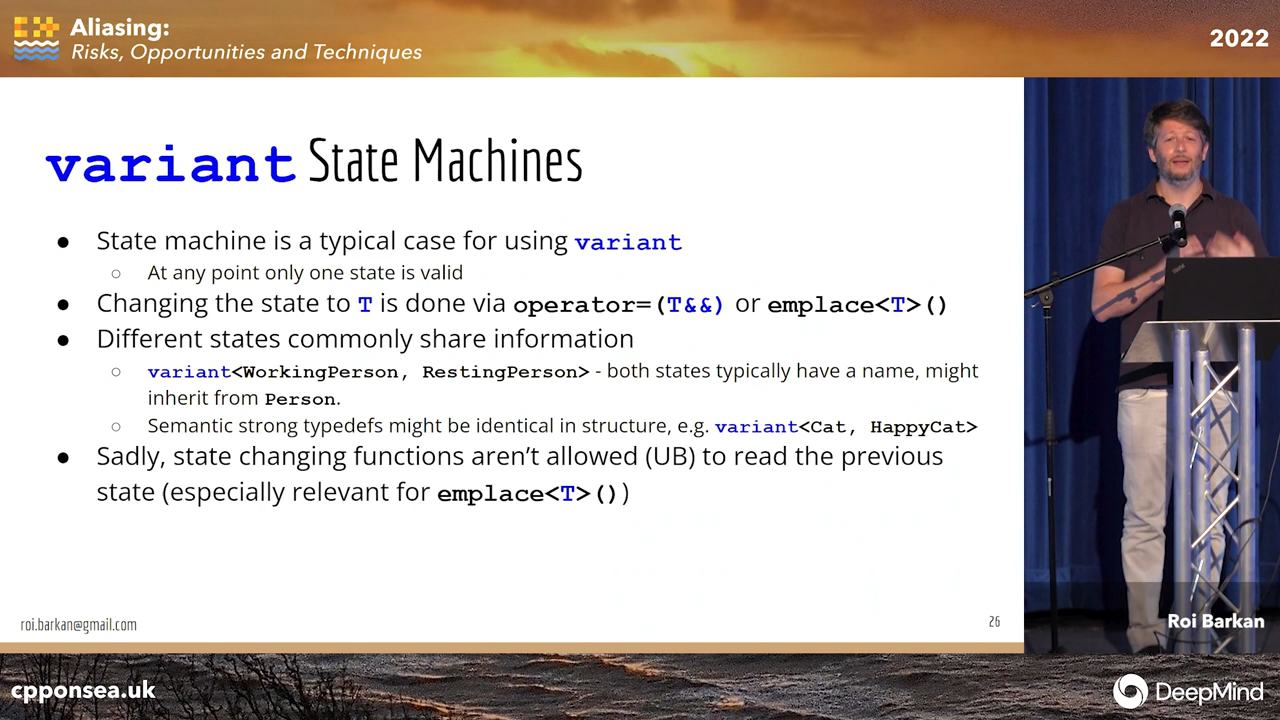 Aliasing:
Risks, Opportunities and Techniques
2022
variant State Machines
● State machine is a typical case for using variant
○ At any point only one state is valid
● Changing the state to T is done via operator=(T&&) or emplace<T>()
● Different states commonly share information
○ variant<WorkingPerson, RestingPerson> - both states typically have a name, might
inherit from Person.
○ Semantic strong typedefs might be identical in structure, e.g. variant<Cat, HappyCat>
● Sadly, state changing functions aren’t allowed (UB) to read the previous
state (especially relevant for emplace<T>())
roi.barkan@gmail.com
26
Roi Barkan
cpponsea.uk
DeepMind